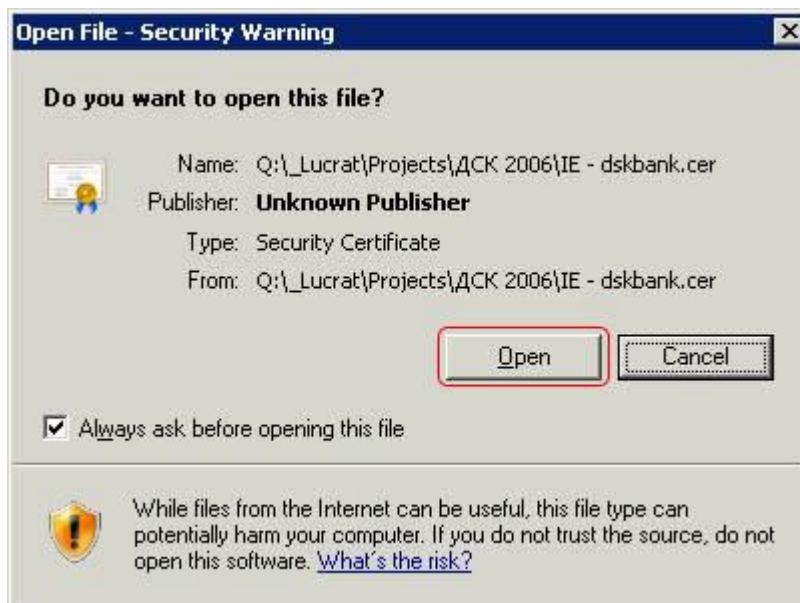 Open File - Security Warning
Do you want to open this file?
Name: Q:\_Lucrat\Projects\ДСК 2006\IE - dskbank.cer
Publisher: Unknown Publisher
Type: Security Certificate
From: Q:\_Lucrat\Projects\ДСК 2006\IE - dskbank.cer
Open Cancel
Always ask before opening this file
While files from the Internet can be useful, this file type can
potentially harm your computer. If you do not trust the source, do not
open this software. What's the risk?